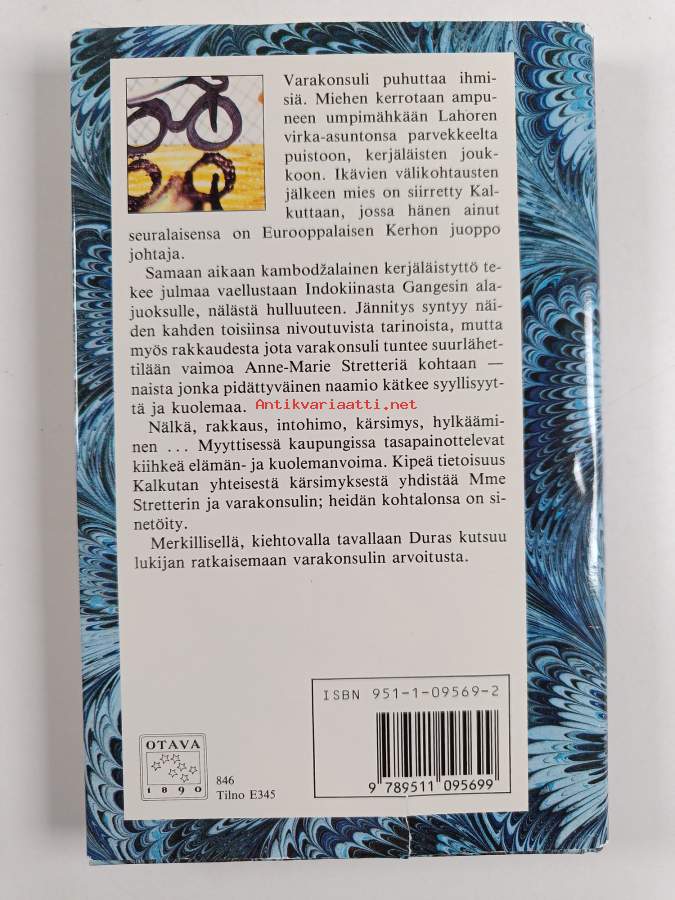 Varakonsuli puhuttaa ihmi-
siä. Miehen kerrotaan ampu-
neen umpimähkään Lahoren
virka-asuntonsa parvekkeelta
puistoon, kerjäläisten jouk-
koon. Ikävien välikohtausten
jälkeen mies on siirretty Kal-
kuttaan, jossa hänen ainut
seuralaisensa on Eurooppalaisen Kerhon juoppo
johtaja.
Samaan aikaan kambodžalainen kerjäläistyttö te-
kee julmaa vaellustaan Indokiinasta Gangesin ala-
juoksulle, nälästä hulluuteen. Jännitys syntyy näi-
den kahden toisiinsa nivoutuvista tarinoista, mutta
myös rakkaudesta jota varakonsuli tuntee suurlähet-
tilään vaimoa Anne-Marie Stretteriä kohtaan —
naista jonka pidättyväinen naamio kätkee syyllisyyt-
tä ja kuolemaa.
Antikvariaatti.net
Nälkä, rakkaus, intohimo, kärsimys, hylkäämi-
nen ... Myyttisessä kaupungissa tasapainottelevat
kiihkeä elämän- ja kuolemanvoima. Kipeä tietoisuus
Kalkutan yhteisestä kärsimyksestä yhdistää Mme
Stretterin ja varakonsulin; heidän kohtalonsa on si-
netöity.
Merkillisellä, kiehtovalla tavallaan Duras kutsuu
lukijan ratkaisemaan varakonsulin arvoitusta.
ISBN 951-1-09569-2
9 789511 095699
OTAVA
1890
846
Tilno E345